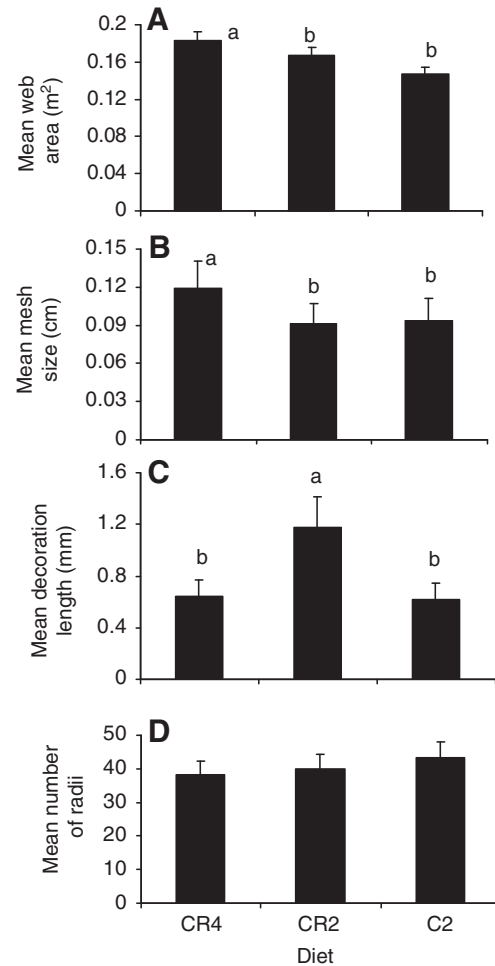 A
Mean web
area (m²)
0.2
0.16
0.12
0.08
0.04
0
a
b
b
B
Mean mesh
size (cm)
0.15
0.12
0.09
0.06
0.03
0
a
b
b
C
Mean decoration
length (mm)
1.6
1.2
0.8
0.4
0
b
a
b
D
Mean number
of radii
50
40
30
20
10
0
CR4 CR2 C2
Diet